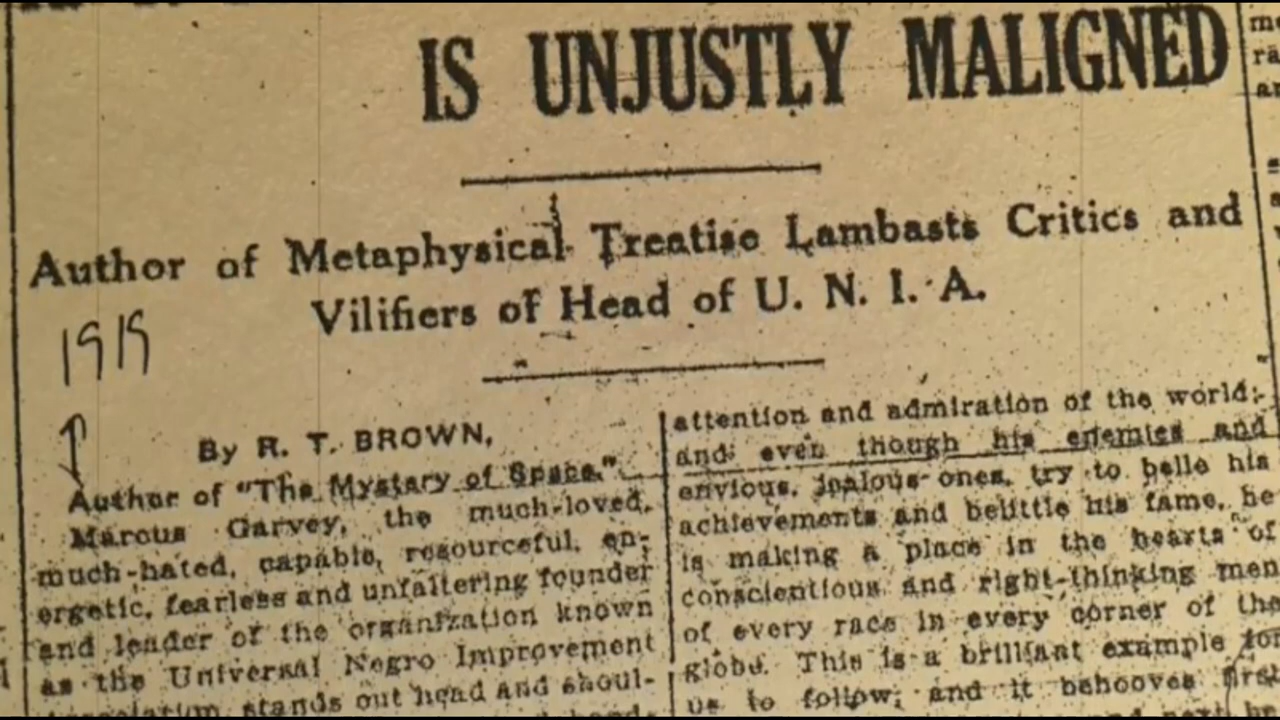 IS UNJUSTLY MALIGNED
Author of Metaphysical Treatise Lambasts Critics and
Vilifiers of Head of U. N. I. A.
1919
By R. T. BROWN,
Author of "The Mystery of Space."
Marcus Garvey, the much-loved,
much-hated, capable, resourceful, en-
ergetic, fearless and unfaltering founder
and leader of the organization known
as the Universal Negro Improvement
stands out head and shoul-
attention and admiration of the world;
and even though his enemies and
envious, jealous ones, try to belie his
achievements and belittle his fame, he
is making a place in the hearts of
conscientious and right-thinking men
of every race in every corner of the
globe. This is a brilliant example for
us to follow; and it behooves first